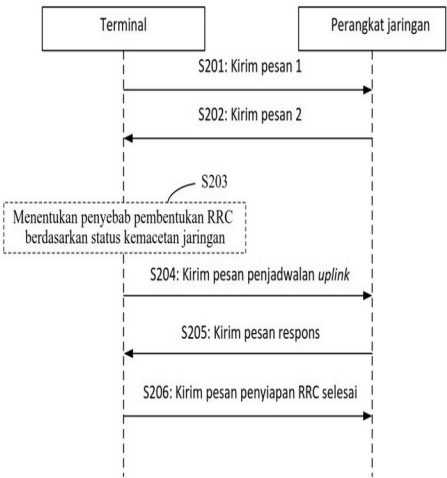 Terminal
Perangkat jaringan
S201: Kirim pesan 1
S202: Kirim pesan 2
S203
Menentukan penyebab pembentukan RRC
berdasarkan status kemacetan jaringan
S204: Kirim pesan penjadwalan uplink
S205: Kirim pesan respons
S206: Kirim pesan penyiapan RRC selesai